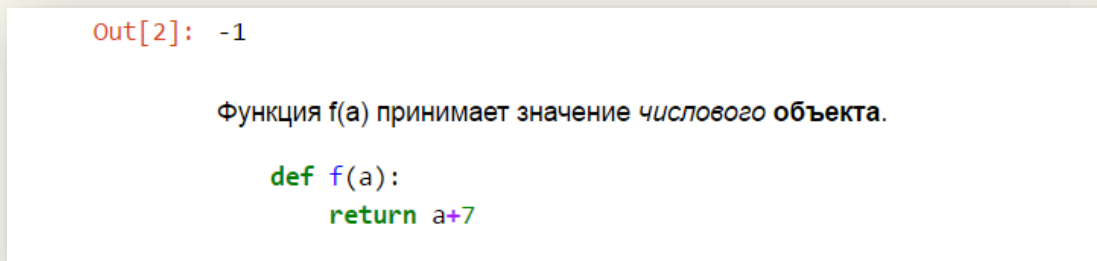 Out[2]: -1
Функция f(a) принимает значение числового объекта.
def f(a):
    return a+7